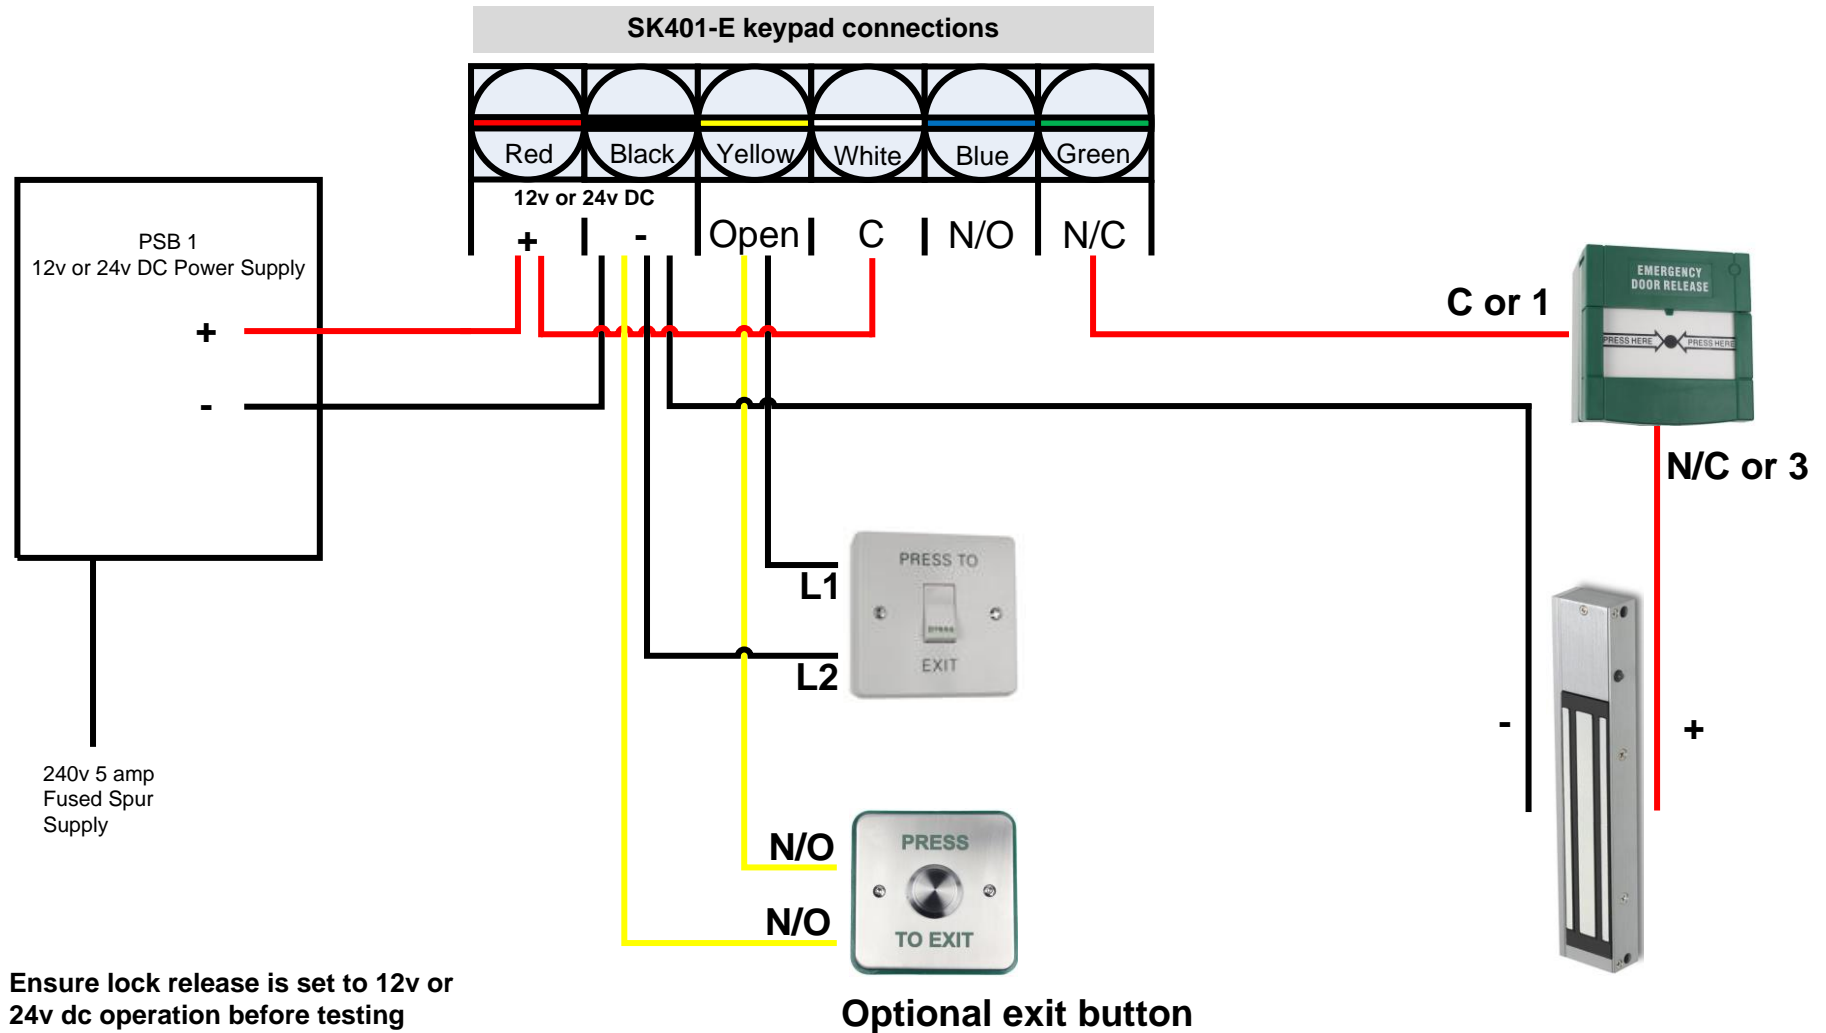 SK401-E keypad connections
Red Black Yellow White Blue Green
12v or 24v DC
+ - Open C N/O N/C
PSB 1
12v or 24v DC Power Supply
+
-
240v 5 amp
Fused Spur
Supply
C or 1
EMERGENCY
DOOR RELEASE
PRESS HERE PRESS HERE
N/C or 3
L1
L2
PRESS TO
PRESS
EXIT
- +
N/O
N/O
PRESS
TO EXIT
Ensure lock release is set to 12v or
24v dc operation before testing
Optional exit button